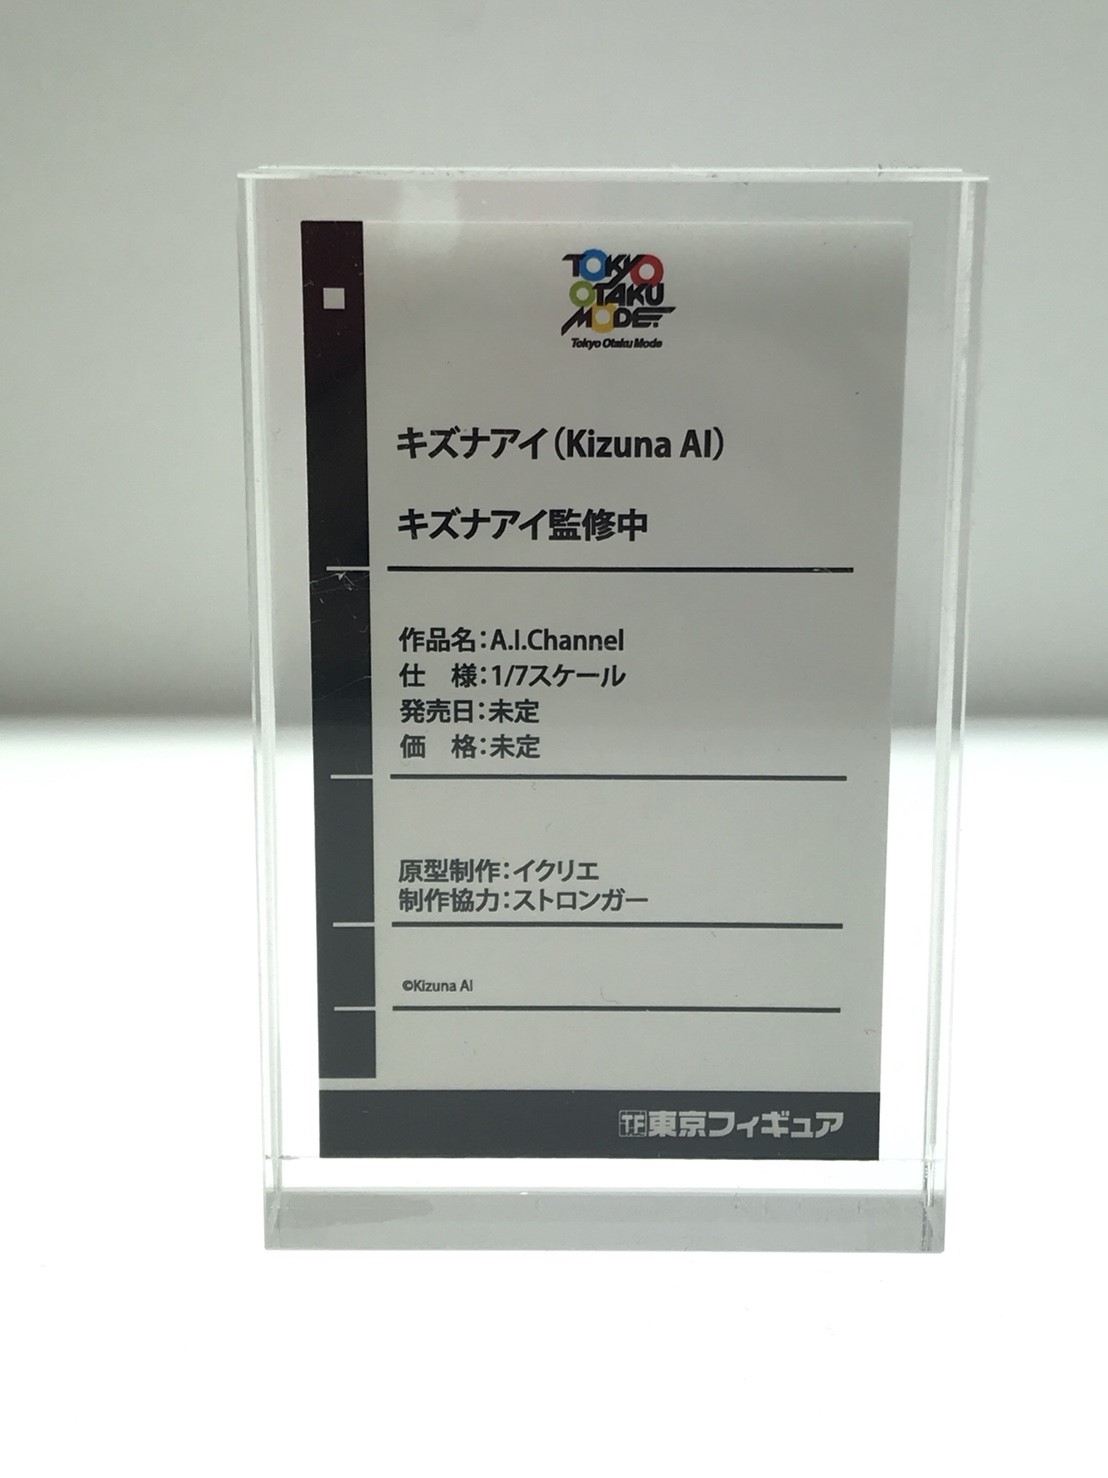 TOKYO
OTAKU
MODE
Tokyo Otaku Mode
キズナアイ（Kizuna AI）
キズナアイ監修中
作品名：A.I.Channel
仕　様：1/7スケール
発売日：未定
価　格：未定
原型制作：イクリエ
制作協力：ストロンガー
©Kizuna AI
TF東京フィギュア